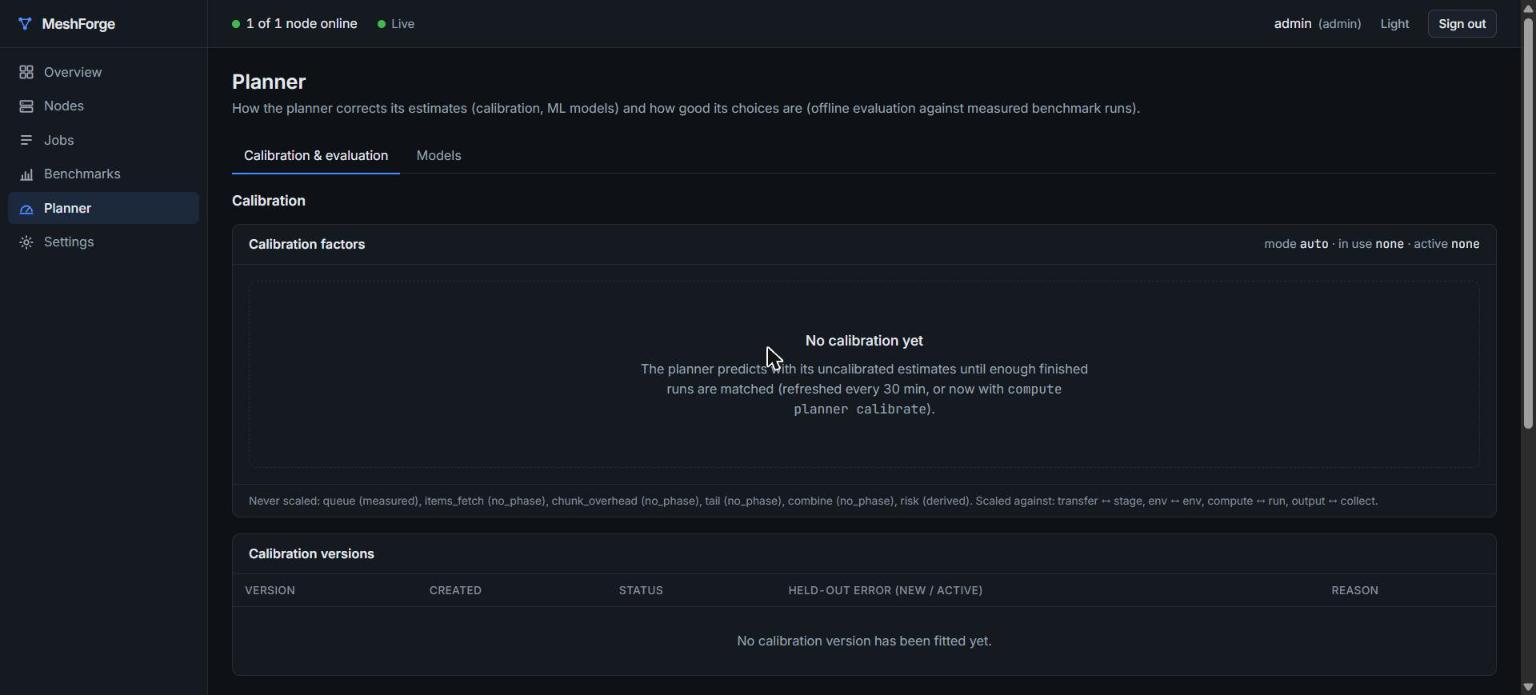 MeshForge
1 of 1 node online
Live
admin (admin)
Light
Sign out
Overview
Nodes
Jobs
Benchmarks
Planner
Settings
Planner
How the planner corrects its estimates (calibration, ML models) and how good its choices are (offline evaluation against measured benchmark runs).
Calibration & evaluation
Models
Calibration
Calibration factors
mode auto · in use none · active none
No calibration yet
The planner predicts with its uncalibrated estimates until enough finished
runs are matched (refreshed every 30 min, or now with compute
planner calibrate).
Never scaled: queue (measured), items_fetch (no_phase), chunk_overhead (no_phase), tail (no_phase), combine (no_phase), risk (derived). Scaled against: transfer ↔ stage, env ↔ env, compute ↔ run, output ↔ collect.
Calibration versions
VERSION
CREATED
STATUS
HELD-OUT ERROR (NEW / ACTIVE)
REASON
No calibration version has been fitted yet.